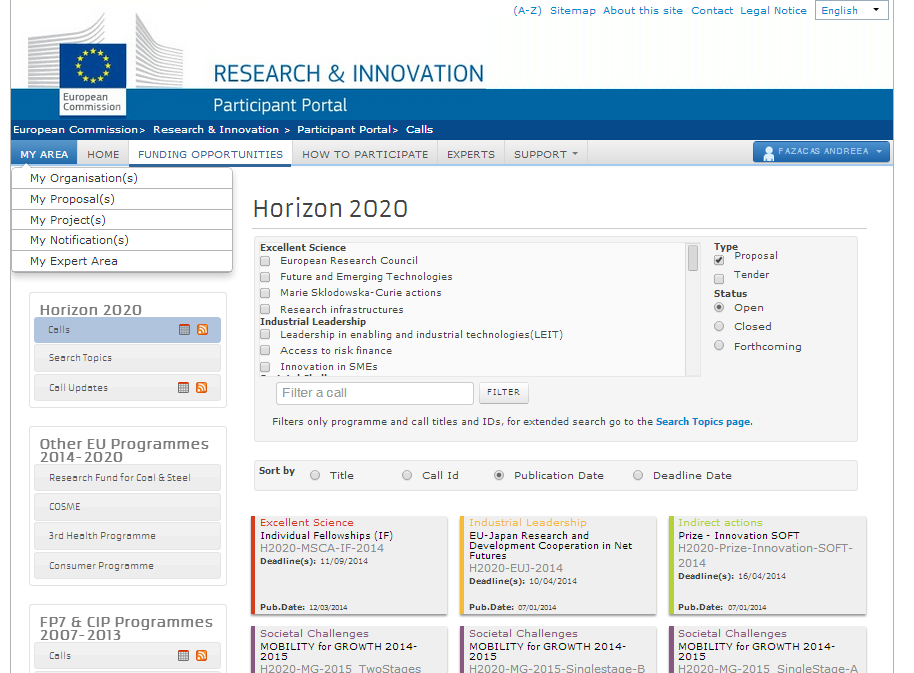 (A-Z) Sitemap About this site Contact Legal Notice English
European
Commission
RESEARCH & INNOVATION
Participant Portal
European Commission> Research & Innovation > Participant Portal> Calls
MY AREA HOME FUNDING OPPORTUNITIES HOW TO PARTICIPATE EXPERTS SUPPORT FAZACAS ANDREEA
My Organisation(s)
My Proposal(s)
My Project(s)
My Notification(s)
My Expert Area
Horizon 2020
Calls
Search Topics
Call Updates
Other EU Programmes
2014-2020
Research Fund for Coal & Steel
COSME
3rd Health Programme
Consumer Programme
FP7 & CIP Programmes
2007-2013
Calls
Horizon 2020
Excellent Science
European Research Council
Future and Emerging Technologies
Marie Sklodowska-Curie actions
Research infrastructures
Industrial Leadership
Leadership in enabling and industrial technologies(LEIT)
Access to risk finance
Innovation in SMEs
Type
Proposal
Tender
Status
Open
Closed
Forthcoming
Filter a call FILTER
Filters only programme and call titles and IDs, for extended search go to the Search Topics page.
Sort by Title Call Id Publication Date Deadline Date
Excellent Science
Individual Fellowships (IF)
H2020-MSCA-IF-2014
Deadline(s): 11/09/2014
Pub.Date: 12/03/2014
Industrial Leadership
EU-Japan Research and
Development Cooperation in Net
Futures
H2020-EUJ-2014
Deadline(s): 10/04/2014
Pub.Date: 07/01/2014
Indirect actions
Prize - Innovation SOFT
H2020-Prize-Innovation-SOFT-
2014
Deadline(s): 16/04/2014
Pub.Date: 07/01/2014
Societal Challenges
MOBILITY for GROWTH 2014-
2015
H2020-MG-2015_TwoStages
Societal Challenges
MOBILITY for GROWTH 2014-
2015
H2020-MG-2015-Singlestage-B
Societal Challenges
MOBILITY for GROWTH 2014-
2015
H2020-MG-2015_SingleStage-A